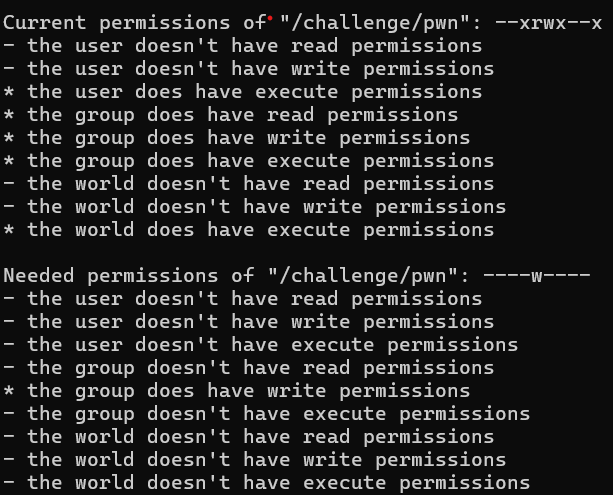 Current permissions of "/challenge/pwn": --xrwx--x
- the user doesn't have read permissions
- the user doesn't have write permissions
* the user does have execute permissions
* the group does have read permissions
* the group does have write permissions
* the group does have execute permissions
- the world doesn't have read permissions
- the world doesn't have write permissions
* the world does have execute permissions
Needed permissions of "/challenge/pwn": ----w----
- the user doesn't have read permissions
- the user doesn't have write permissions
- the user doesn't have execute permissions
- the group doesn't have read permissions
* the group does have write permissions
- the group doesn't have execute permissions
- the world doesn't have read permissions
- the world doesn't have write permissions
- the world doesn't have execute permissions